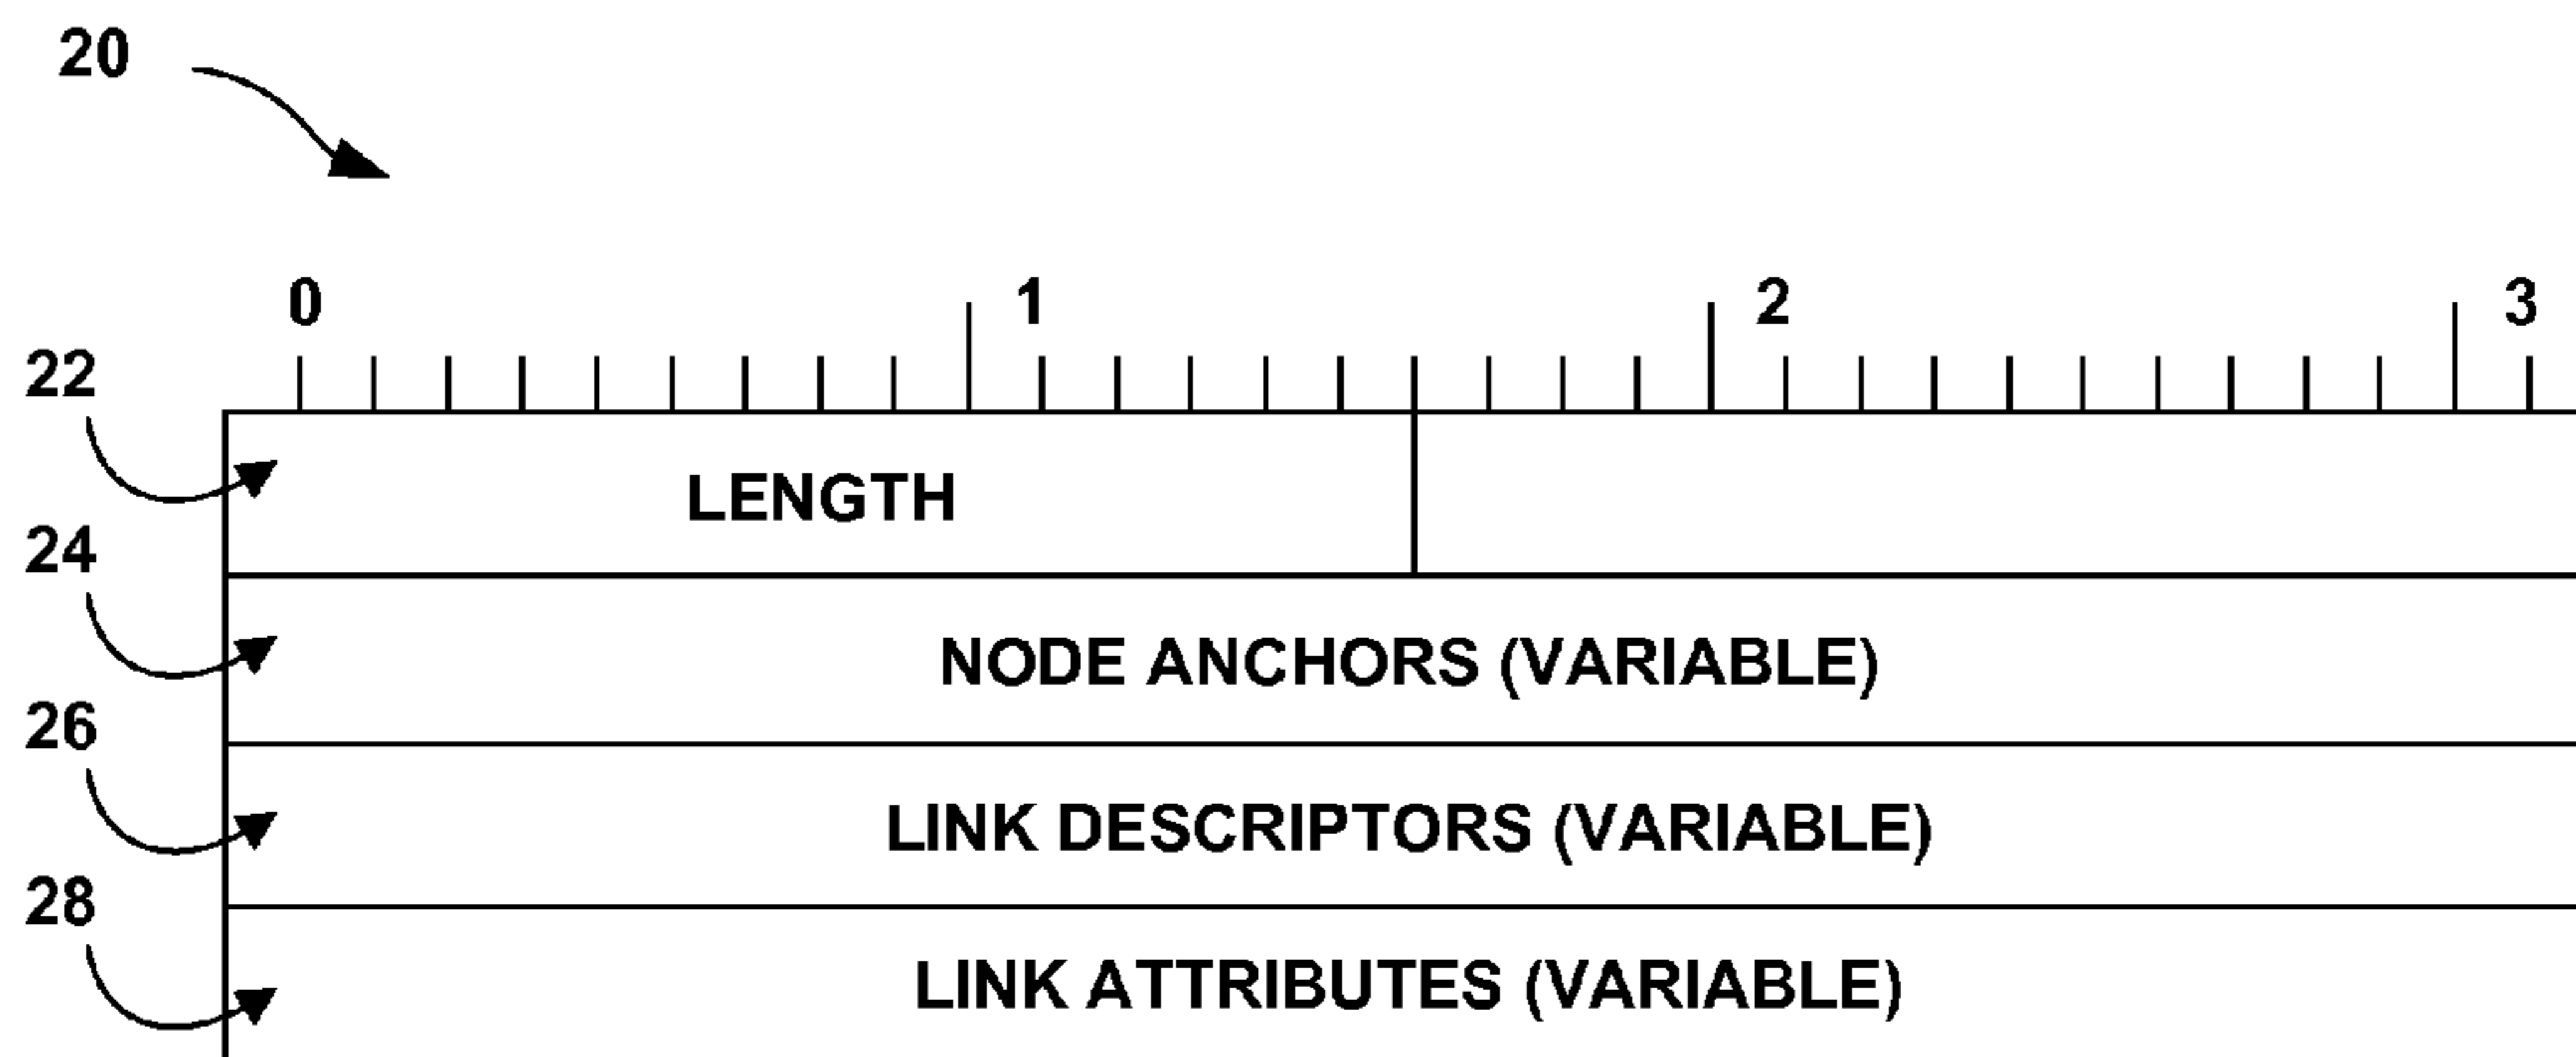 20
0 1 2 3
22
LENGTH
24
NODE ANCHORS (VARIABLE)
26
LINK DESCRIPTORS (VARIABLE)
28
LINK ATTRIBUTES (VARIABLE)